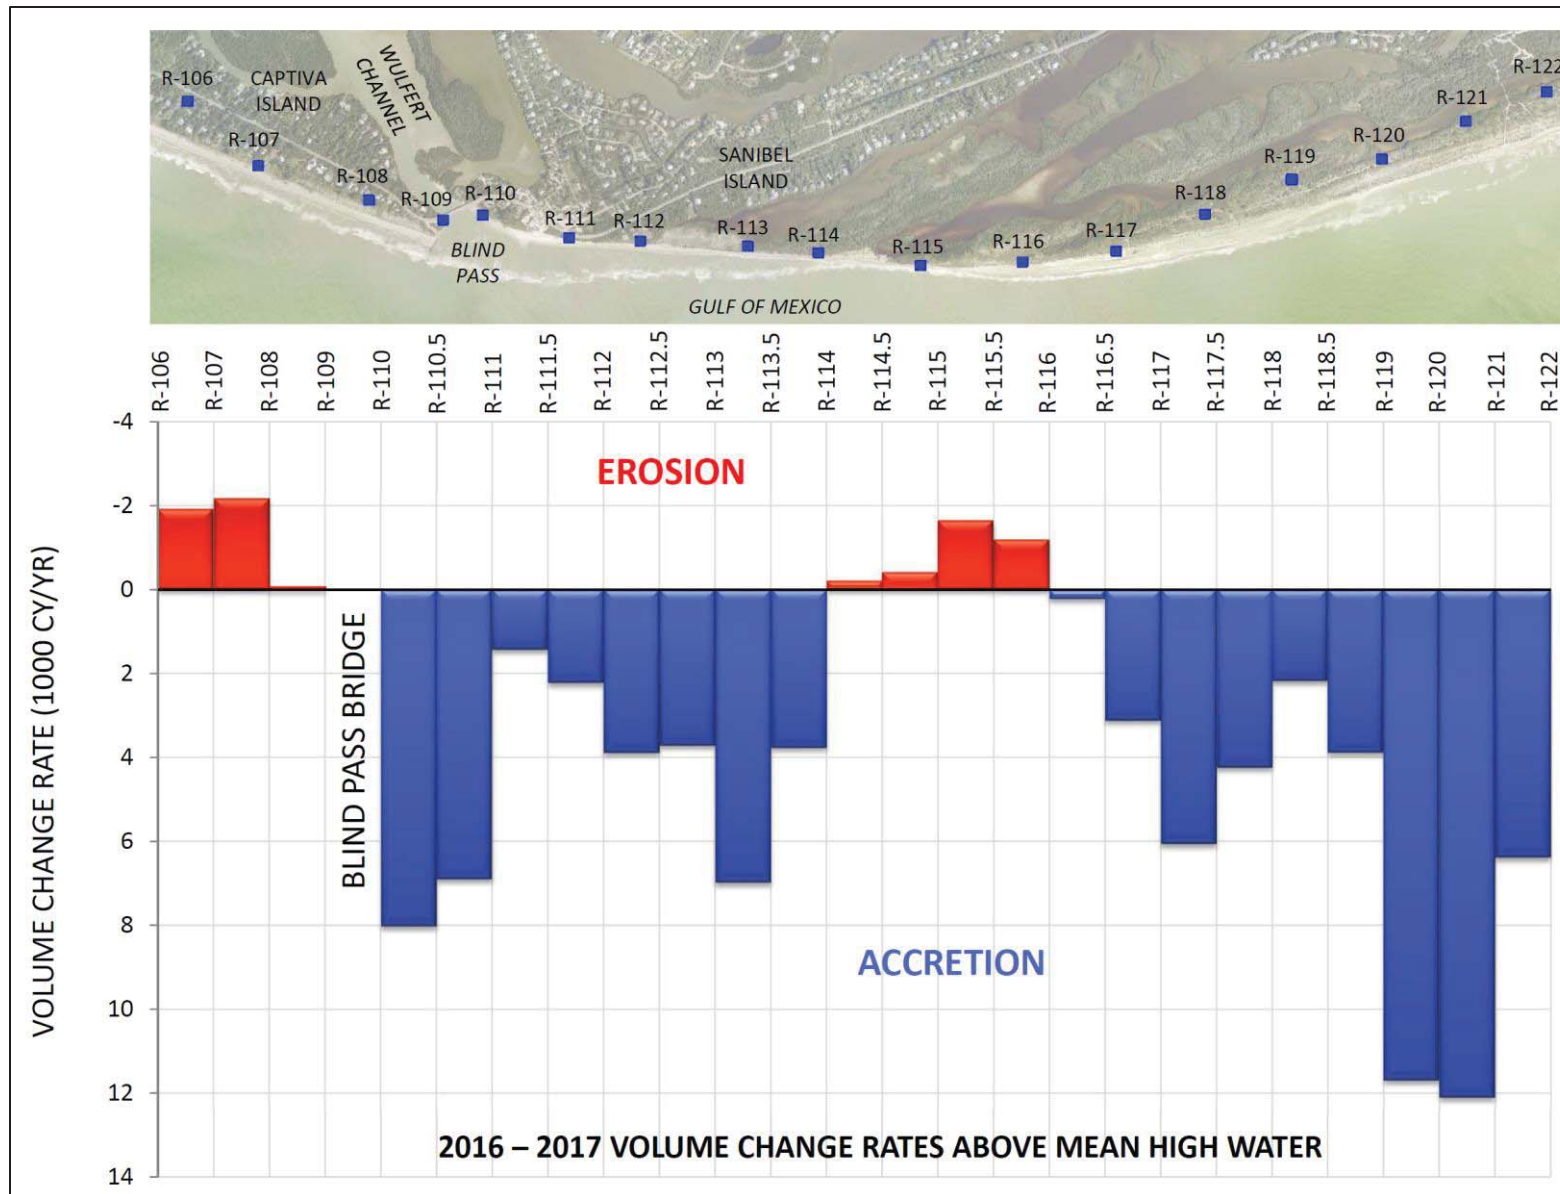 R-106
CAPTIVA
ISLAND
WULFERT
CHANNEL
R-107
R-108
R-109
R-110
BLIND
PASS
R-111
R-112
SANIBEL
ISLAND
R-113
R-114
R-115
R-116
R-117
R-118
R-119
R-120
R-121
R-122
GULF OF MEXICO
R-106
R-107
R-108
R-109
R-110
R-110.5
R-111
R-111.5
R-112
R-112.5
R-113
R-113.5
R-114
R-114.5
R-115
R-115.5
R-116
R-116.5
R-117
R-117.5
R-118
R-118.5
R-119
R-120
R-121
R-122
VOLUME CHANGE RATE (1000 CY/YR)
-4
-2
0
2
4
6
8
10
12
14
EROSION
BLIND PASS BRIDGE
ACCRETION
2016 – 2017 VOLUME CHANGE RATES ABOVE MEAN HIGH WATER